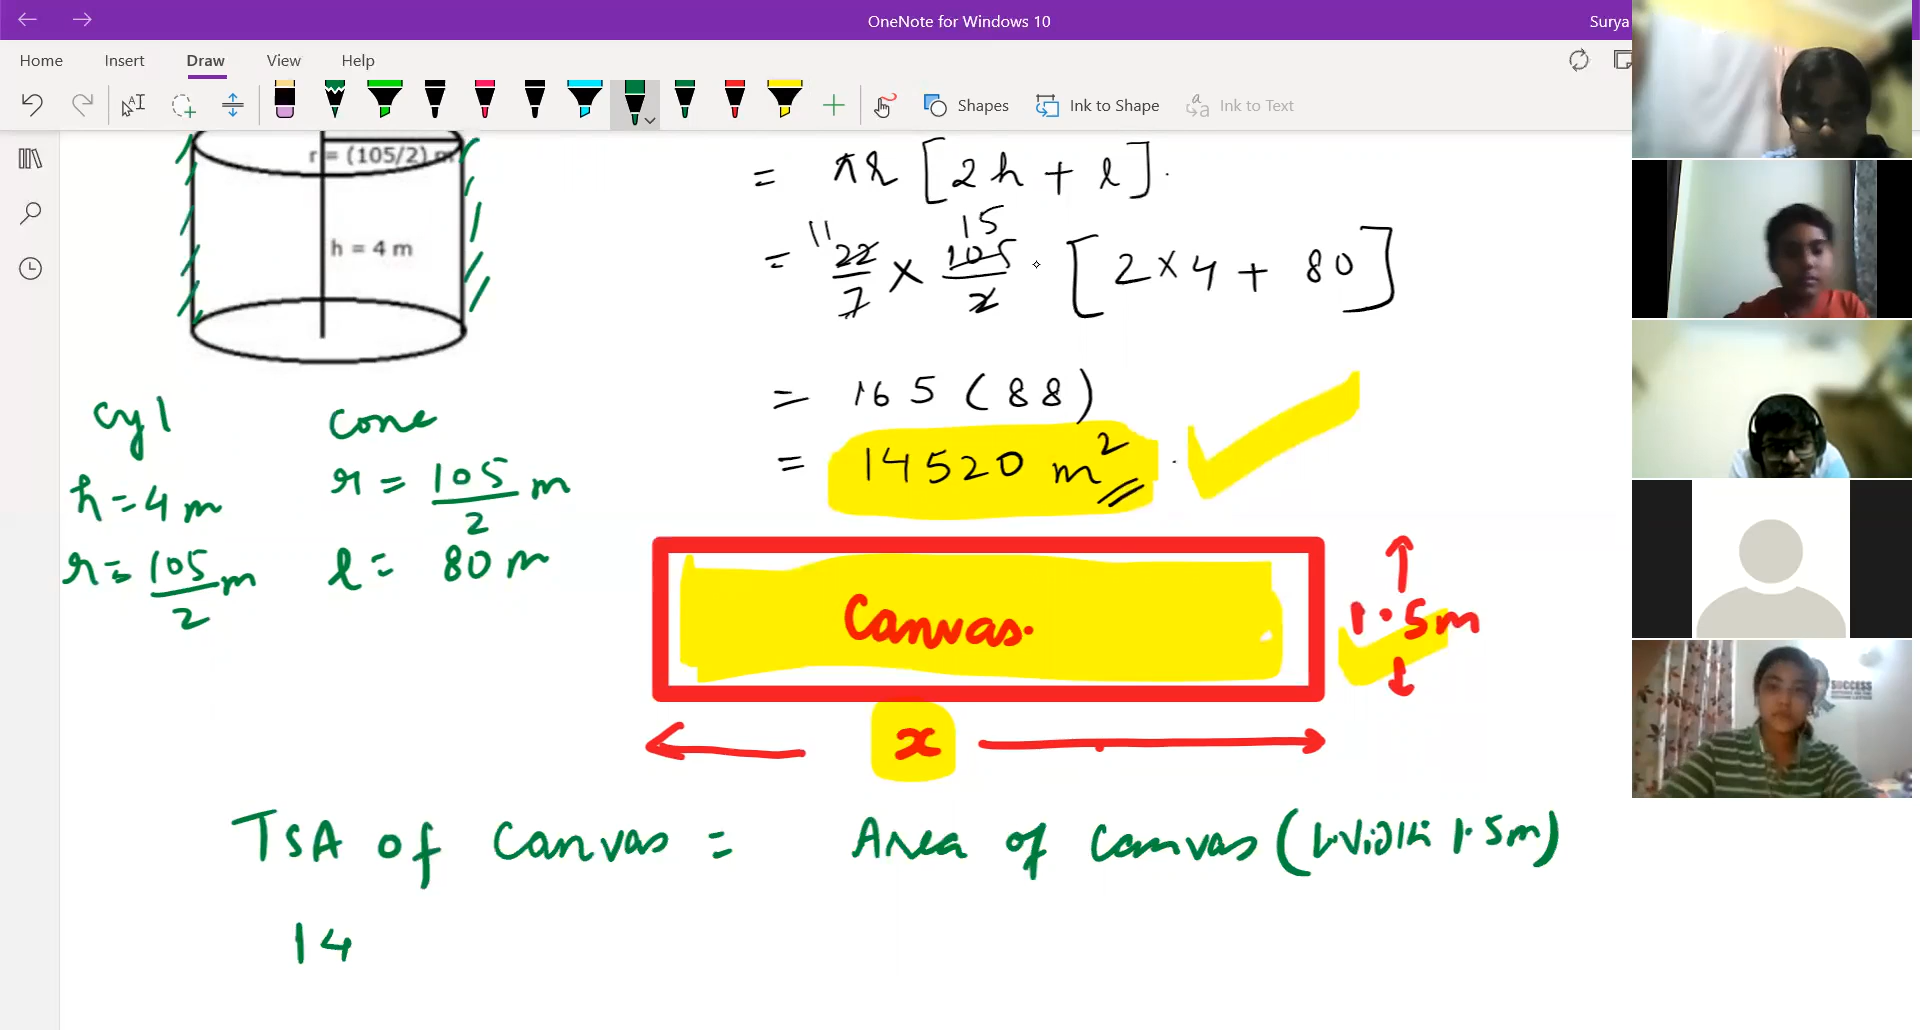 OneNote for Windows 10
Surya
Home Insert Draw View Help
Shapes Ink to Shape Ink to Text
r = (105/2) m
h = 4 m
= πr [2h + l].
= 11 15
22/7 × 105/2 · [2×4 + 80]
= 165 (88)
= 14520 m²
cyl
h = 4 m
r = 105/2 m
cone
r = 105/2 m
l = 80 m
Canvas.
1.5m
x
TSA of Canvas = Area of canvas (width 1.5m)
14
SUCCESS